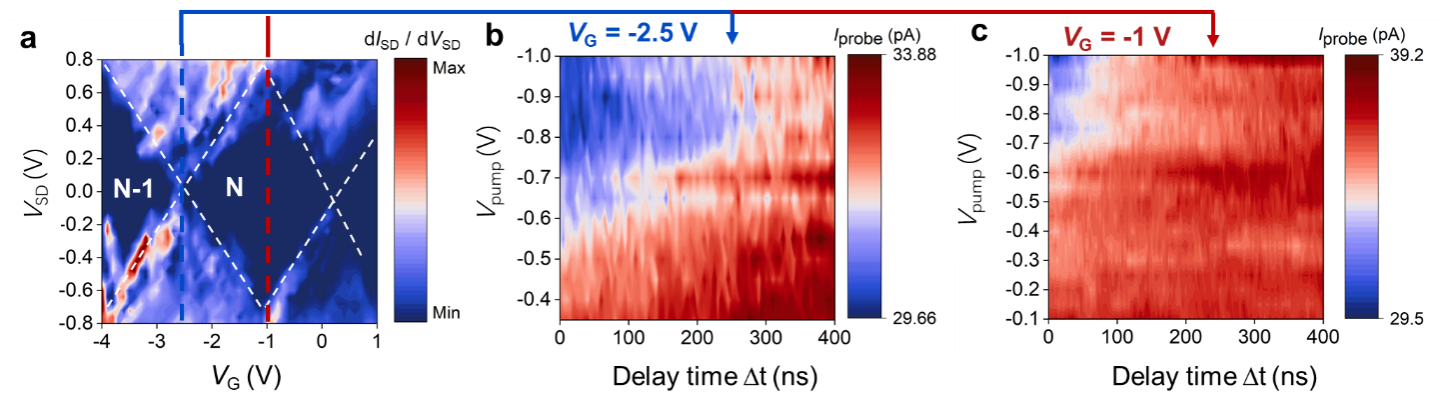 a
dI_SD / dV_SD
Max
Min
0.8
0.6
0.4
0.2
0.0
-0.2
-0.4
-0.6
-0.8
V_SD (V)
N-1
N
-4
-3
-2
-1
0
1
V_G (V)
b
V_G = -2.5 V
I_probe (pA)
33.88
29.66
-1.0
-0.9
-0.8
-0.7
-0.6
-0.5
-0.4
V_pump (V)
0
100
200
300
400
Delay time Δt (ns)
c
V_G = -1 V
I_probe (pA)
39.2
29.5
-1.0
-0.9
-0.8
-0.7
-0.6
-0.5
-0.4
-0.3
-0.2
-0.1
V_pump (V)
0
100
200
300
400
Delay time Δt (ns)